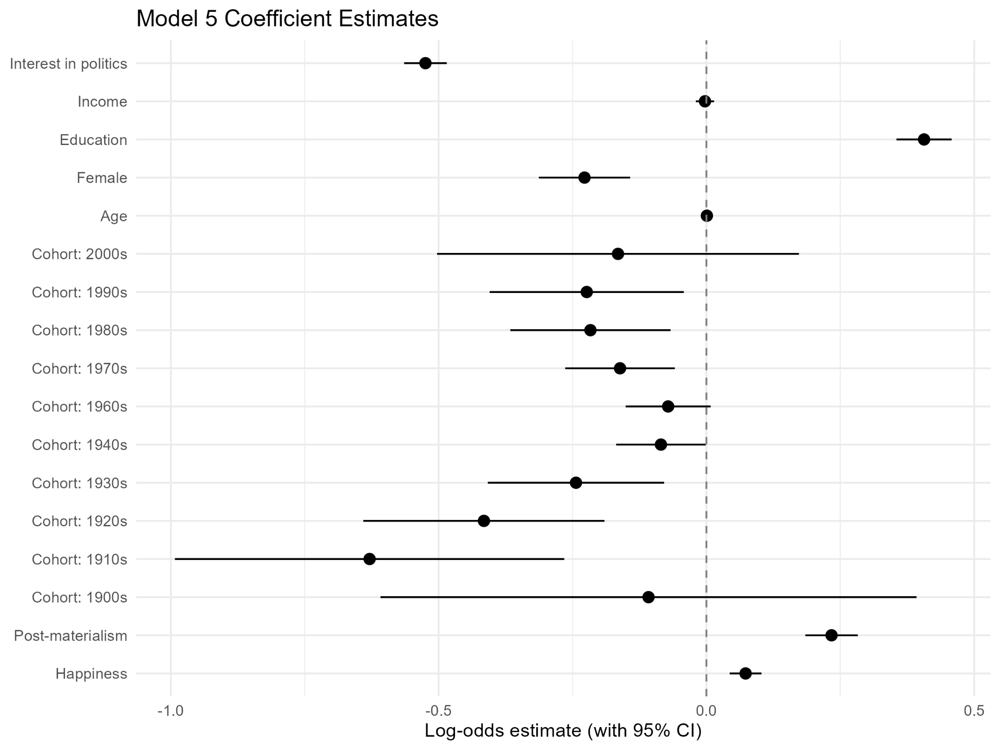 Model 5 Coefficient Estimates
Interest in politics
Income
Education
Female
Age
Cohort: 2000s
Cohort: 1990s
Cohort: 1980s
Cohort: 1970s
Cohort: 1960s
Cohort: 1940s
Cohort: 1930s
Cohort: 1920s
Cohort: 1910s
Cohort: 1900s
Post-materialism
Happiness
-1.0 -0.5 0.0 0.5
Log-odds estimate (with 95% CI)